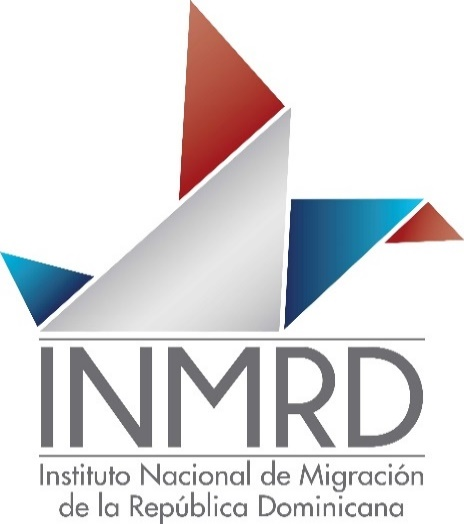 INMRD
Instituto Nacional de Migración
de la República Dominicana